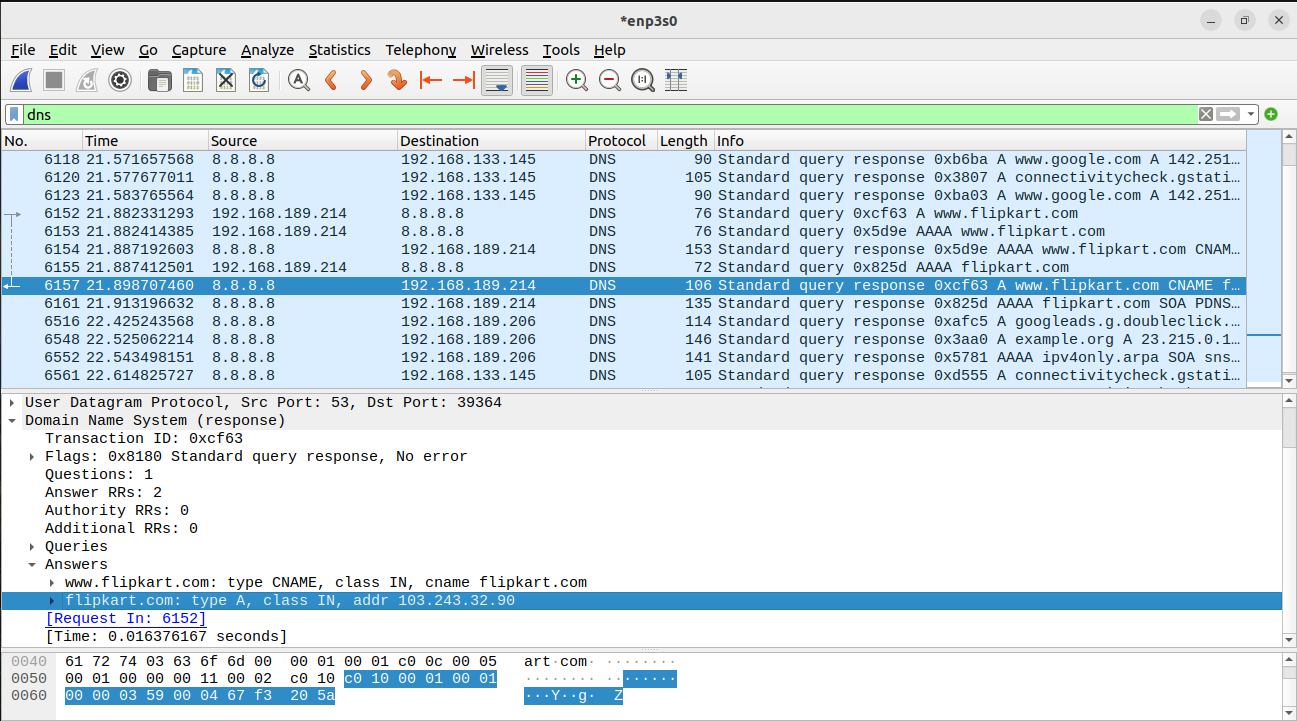 *enp3s0
File Edit View Go Capture Analyze Statistics Telephony Wireless Tools Help
dns
No. Time Source Destination Protocol Length Info
6118 21.571657568 8.8.8.8 192.168.133.145 DNS 90 Standard query response 0xb6ba A www.google.com A 142.251…
6120 21.577677011 8.8.8.8 192.168.133.145 DNS 105 Standard query response 0x3807 A connectivitycheck.gstati…
6123 21.583765564 8.8.8.8 192.168.133.145 DNS 90 Standard query response 0xba03 A www.google.com A 142.251…
6152 21.882331293 192.168.189.214 8.8.8.8 DNS 76 Standard query 0xcf63 A www.flipkart.com
6153 21.882414385 192.168.189.214 8.8.8.8 DNS 76 Standard query 0x5d9e AAAA www.flipkart.com
6154 21.887192603 8.8.8.8 192.168.189.214 DNS 153 Standard query response 0x5d9e AAAA www.flipkart.com CNAM…
6155 21.887412501 192.168.189.214 8.8.8.8 DNS 72 Standard query 0x825d AAAA flipkart.com
6157 21.898707460 8.8.8.8 192.168.189.214 DNS 106 Standard query response 0xcf63 A www.flipkart.com CNAME f…
6161 21.913196632 8.8.8.8 192.168.189.214 DNS 135 Standard query response 0x825d AAAA flipkart.com SOA PDNS…
6516 22.425243568 8.8.8.8 192.168.189.206 DNS 114 Standard query response 0xafc5 A googleads.g.doubleclick.…
6548 22.525062214 8.8.8.8 192.168.189.206 DNS 146 Standard query response 0x3aa0 A example.org A 23.215.0.1…
6552 22.543498151 8.8.8.8 192.168.189.206 DNS 141 Standard query response 0x5781 AAAA ipv4only.arpa SOA sns…
6561 22.614825727 8.8.8.8 192.168.133.145 DNS 105 Standard query response 0xd555 A connectivitycheck.gstati…
User Datagram Protocol, Src Port: 53, Dst Port: 39364
Domain Name System (response)
Transaction ID: 0xcf63
Flags: 0x8180 Standard query response, No error
Questions: 1
Answer RRs: 2
Authority RRs: 0
Additional RRs: 0
Queries
Answers
www.flipkart.com: type CNAME, class IN, cname flipkart.com
flipkart.com: type A, class IN, addr 103.243.32.90
[Request In: 6152]
[Time: 0.016376167 seconds]
0040 61 72 74 03 63 6f 6d 00 00 01 00 01 c0 0c 00 05 art·com· ········
0050 00 01 00 00 00 11 00 02 c0 10 c0 10 00 01 00 01 ········ ········
0060 00 00 03 59 00 04 67 f3 20 5a ···Y··g· Z